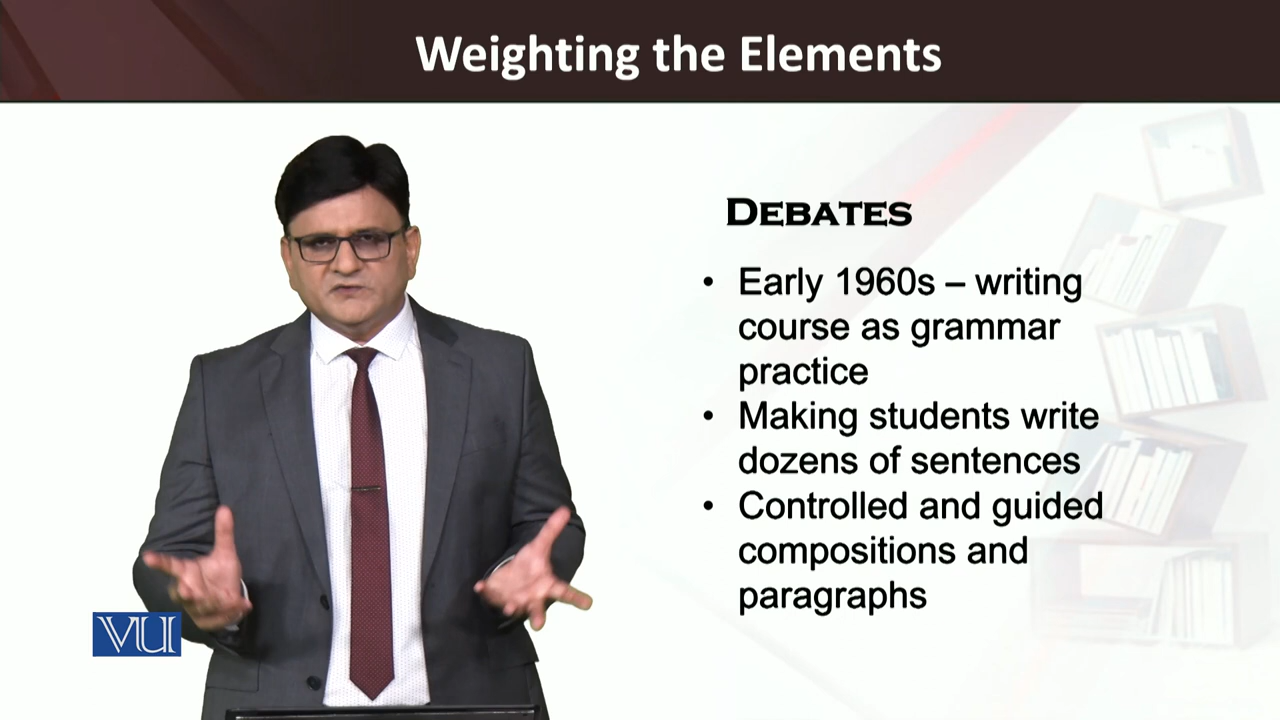 Weighting the Elements
DEBATES
• Early 1960s – writing
course as grammar
practice
• Making students write
dozens of sentences
• Controlled and guided
compositions and
paragraphs
VU